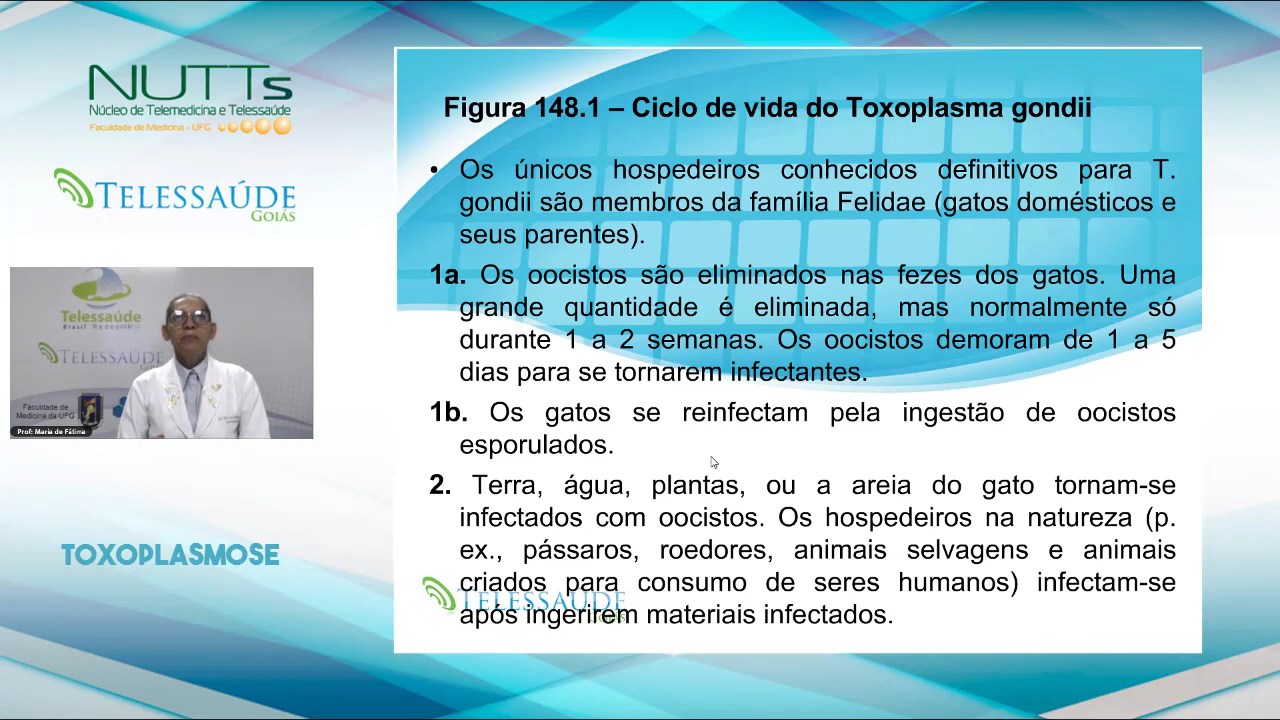 NUTTs
Núcleo de Telemedicina e Telessaúde
Faculdade de Medicina - UFG
TELESSAÚDE
GOIÁS
Telessaúde
TELESSAÚDE
Faculdade de
Medicina da UFG
Prof: Maria de Fátima
TOXOPLASMOSE
Figura 148.1 – Ciclo de vida do Toxoplasma gondii
• Os únicos hospedeiros conhecidos definitivos para T.
gondii são membros da família Felidae (gatos domésticos e
seus parentes).
1a. Os oocistos são eliminados nas fezes dos gatos. Uma
grande quantidade é eliminada, mas normalmente só
durante 1 a 2 semanas. Os oocistos demoram de 1 a 5
dias para se tornarem infectantes.
1b. Os gatos se reinfectam pela ingestão de oocistos
esporulados.
2. Terra, água, plantas, ou a areia do gato tornam-se
infectados com oocistos. Os hospedeiros na natureza (p.
ex., pássaros, roedores, animais selvagens e animais
criados para consumo de seres humanos) infectam-se
após ingerirem materiais infectados.
TELESSAÚDE
GOIÁS